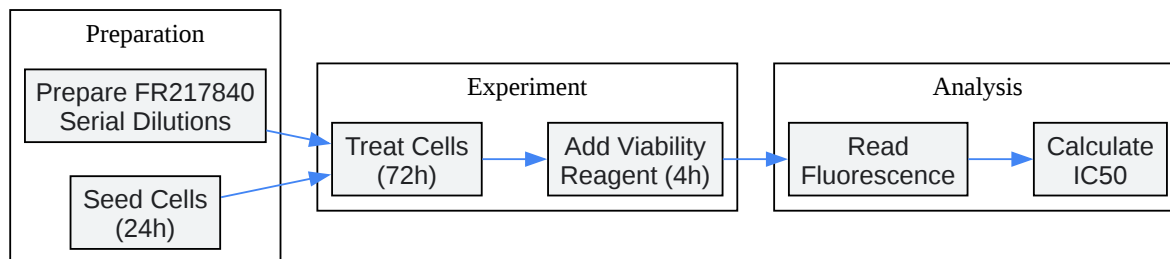 Preparation
Prepare FR217840
Serial Dilutions
Seed Cells
(24h)
Experiment
Treat Cells
(72h)
Add Viability
Reagent (4h)
Analysis
Read
Fluorescence
Calculate
IC50